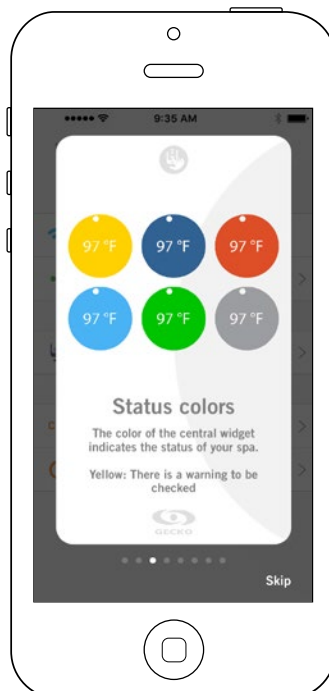 9:35 AM
97 °F 97 °F 97 °F
97 °F 97 °F 97 °F
Status colors
The color of the central widget
indicates the status of your spa.
Yellow: There is a warning to be
checked
GECKO
Skip